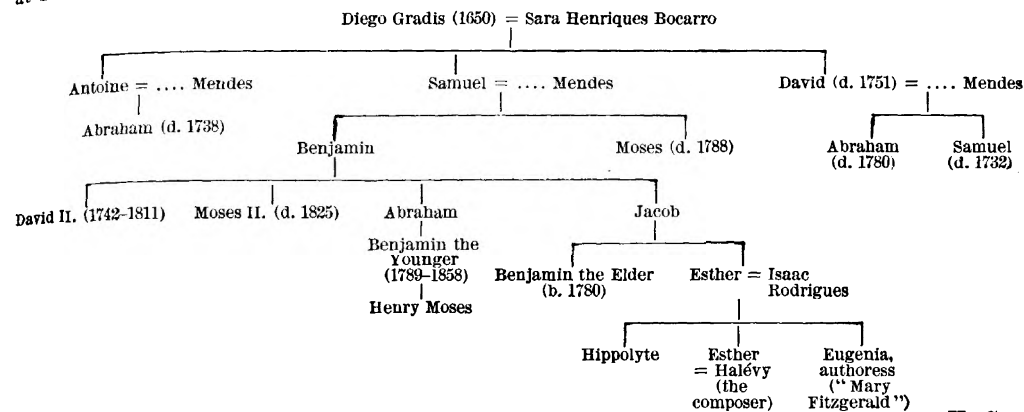 Diego Gradis (1650) = Sara Henriques Bocarro
Antoine = .... Mendes
Samuel = .... Mendes
David (d. 1751) = .... Mendes
Abraham (d. 1738)
Benjamin
Moses (d. 1788)
Abraham
(d. 1780)
Samuel
(d. 1732)
David II. (1742–1811)
Moses II. (d. 1825)
Abraham
Jacob
Benjamin the
Younger
(1789–1858)
Henry Moses
Benjamin the Elder
(b. 1780)
Esther = Isaac
Rodrigues
Hippolyte
Esther
= Halévy
(the
composer)
Eugenia,
authoress
(“Mary
Fitzgerald”)